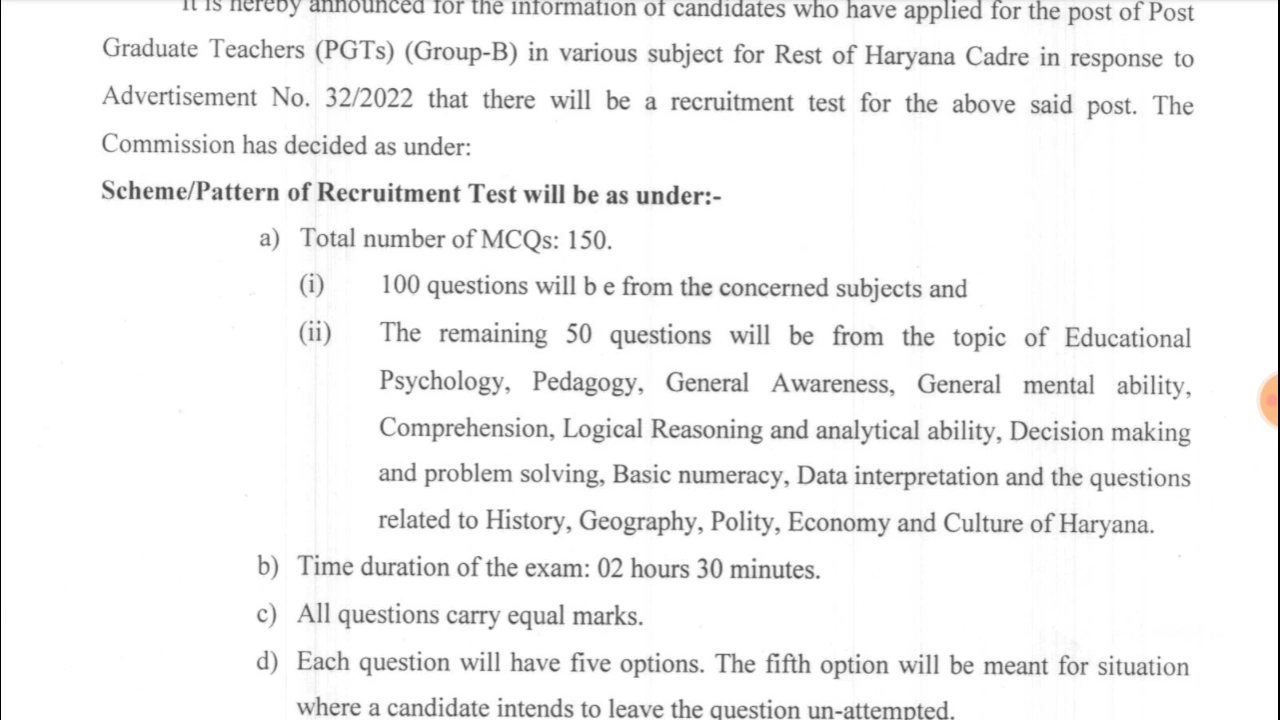 It is hereby announced for the information of candidates who have applied for the post of Post
Graduate Teachers (PGTs) (Group-B) in various subject for Rest of Haryana Cadre in response to
Advertisement No. 32/2022 that there will be a recruitment test for the above said post. The
Commission has decided as under:
Scheme/Pattern of Recruitment Test will be as under:-
a) Total number of MCQs: 150.
(i) 100 questions will b e from the concerned subjects and
(ii) The remaining 50 questions will be from the topic of Educational
Psychology, Pedagogy, General Awareness, General mental ability,
Comprehension, Logical Reasoning and analytical ability, Decision making
and problem solving, Basic numeracy, Data interpretation and the questions
related to History, Geography, Polity, Economy and Culture of Haryana.
b) Time duration of the exam: 02 hours 30 minutes.
c) All questions carry equal marks.
d) Each question will have five options. The fifth option will be meant for situation
where a candidate intends to leave the question un-attempted.